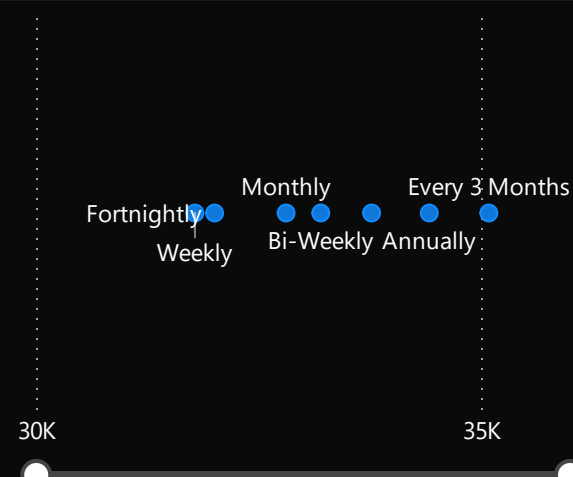 Monthly
Every 3 Months
Fortnightly
Bi-Weekly
Annually
Weekly
30K
35K